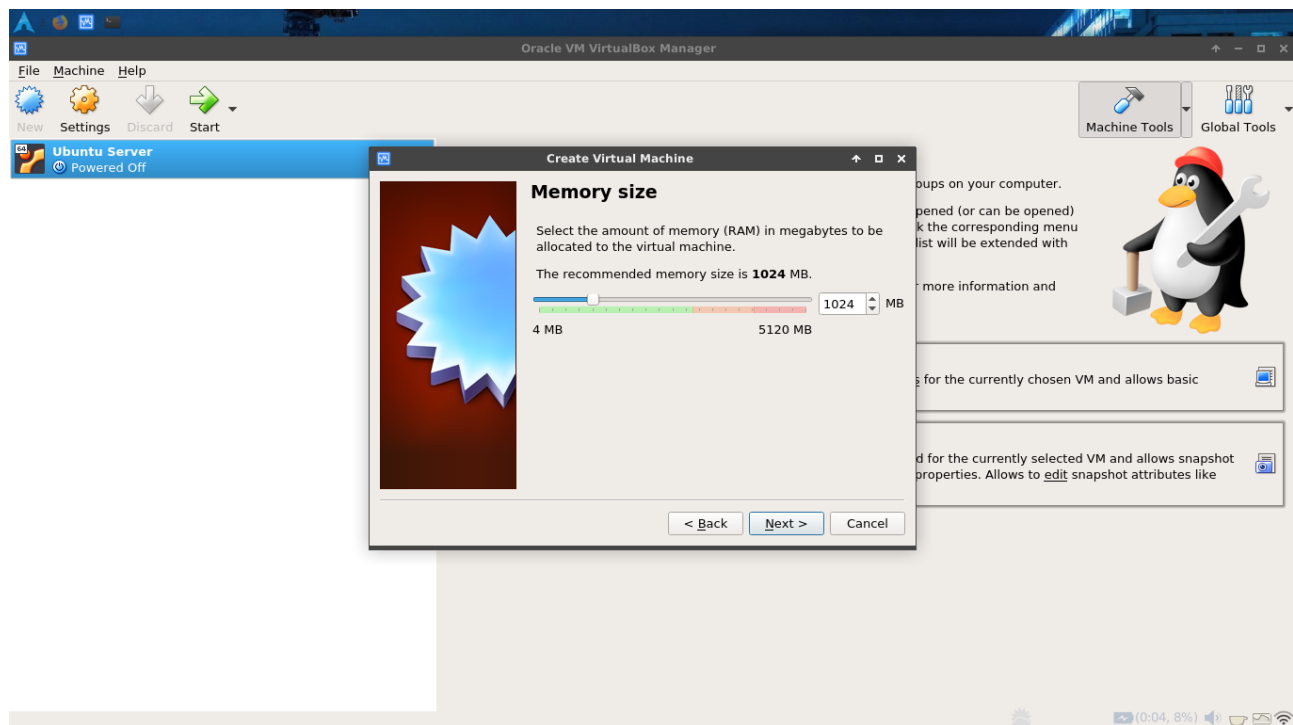 Oracle VM VirtualBox Manager
File Machine Help
New Settings Discard Start
Machine Tools Global Tools
64
Ubuntu Server
Powered Off
Create Virtual Machine
Memory size
Select the amount of memory (RAM) in megabytes to be
allocated to the virtual machine.
The recommended memory size is 1024 MB.
1024 MB
4 MB 5120 MB
< Back Next > Cancel
on your computer.
(or can be opened)
the corresponding menu
list will be extended with
more information and
for the currently chosen VM and allows basic
for the currently selected VM and allows snapshot
properties. Allows to edit snapshot attributes like
(0:04, 8%)